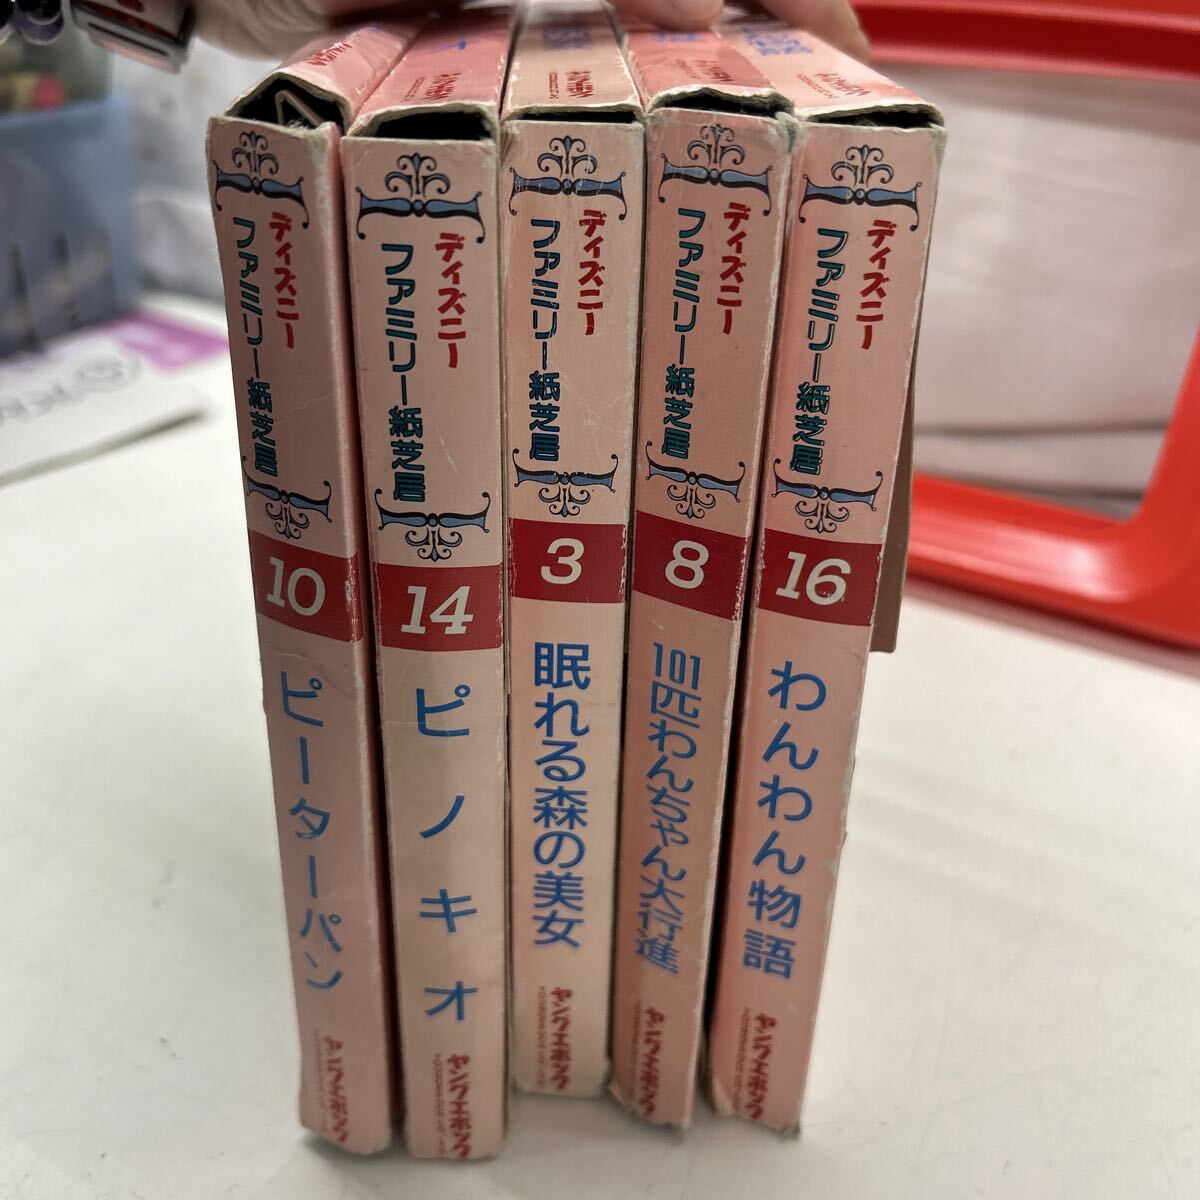 ディズニー
ファミリー紙芝居
10
ピーターパン
ヤングエポック
ディズニー
ファミリー紙芝居
14
ピノキオ
ヤングエポック
ディズニー
ファミリー紙芝居
3
眠れる森の美女
ヤングエポック
ディズニー
ファミリー紙芝居
8
101匹わんちゃん大行進
ヤングエポック
ディズニー
ファミリー紙芝居
16
わんわん物語
ヤングエポック